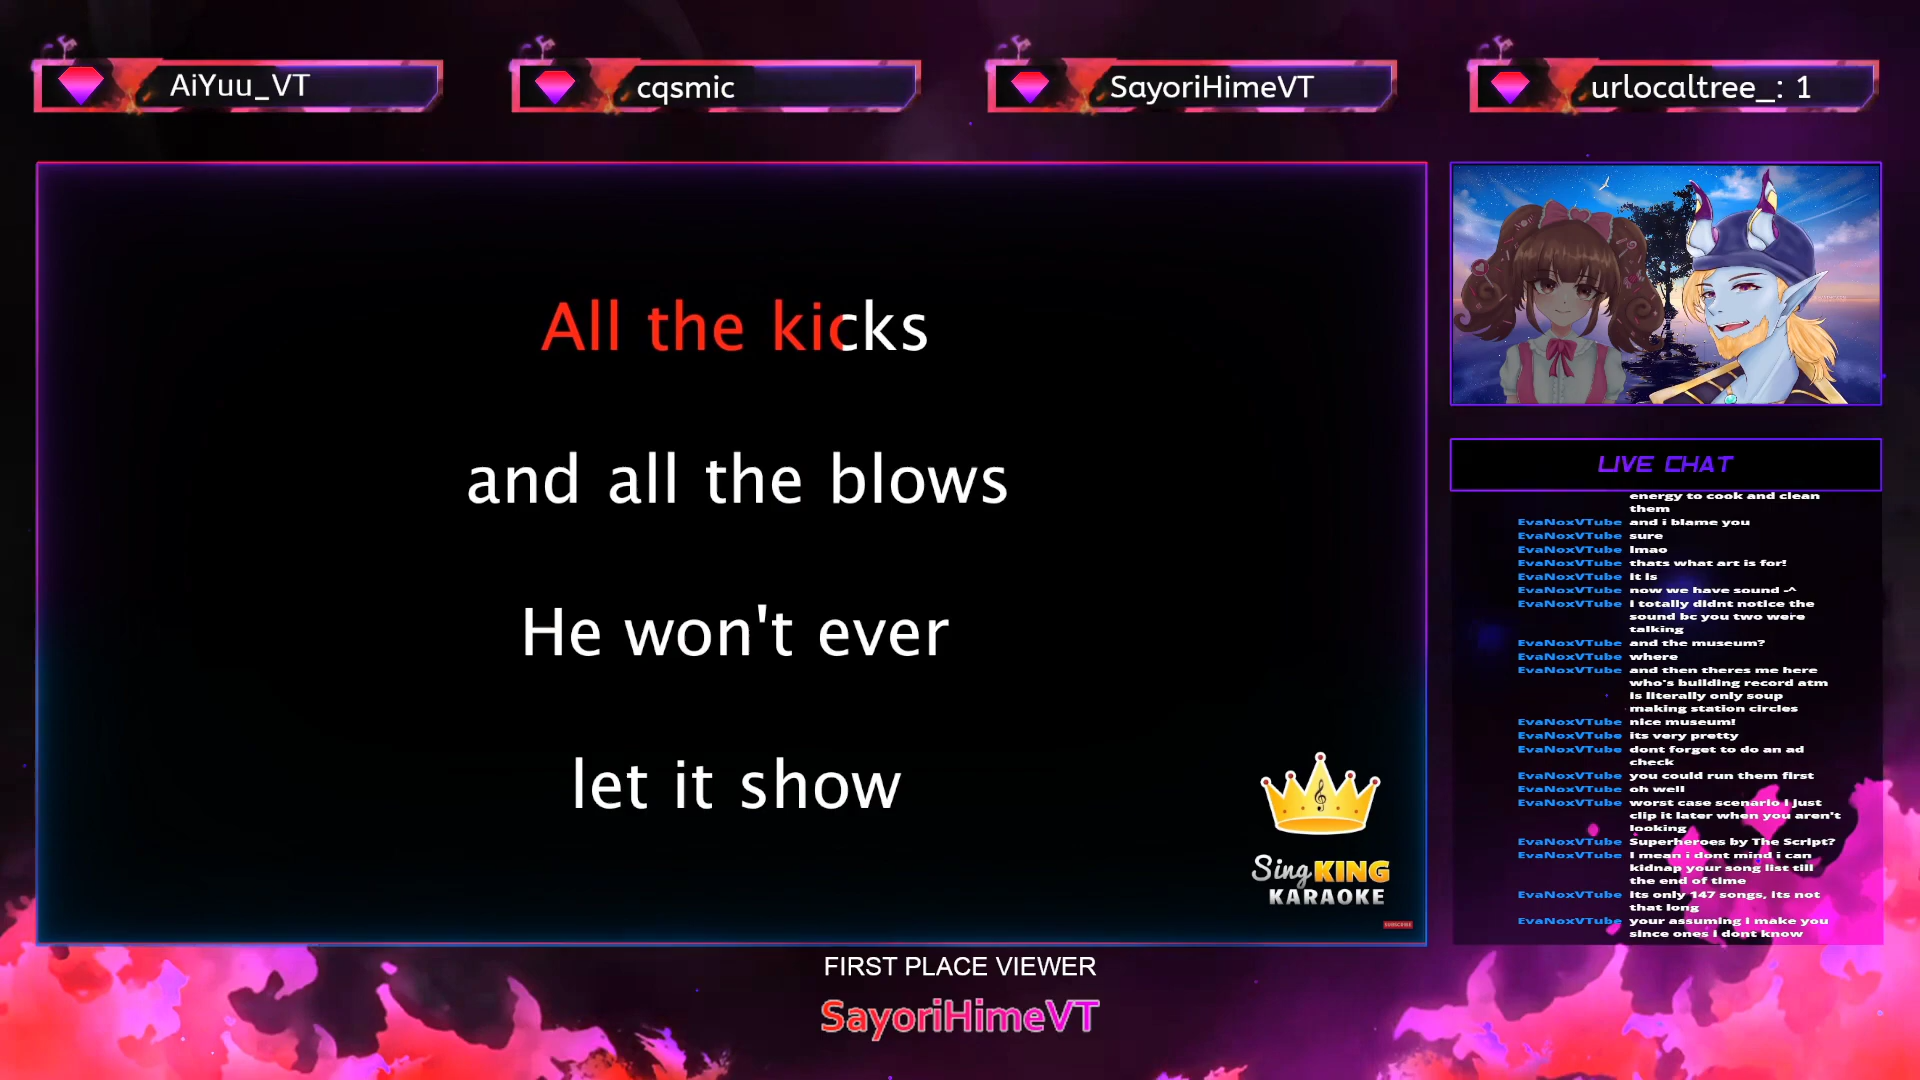 AiYuu_VT
cqsmic
SayoriHimeVT
urlocaltree_: 1
All the kicks
and all the blows
He won't ever
let it show
Sing KING
KARAOKE
SUBSCRIBE
LIVE CHAT
energy to cook and clean
them
EvaNoxVTube and i blame you
EvaNoxVTube sure
EvaNoxVTube lmao
EvaNoxVTube thats what art is for!
EvaNoxVTube it is
EvaNoxVTube now we have sound -^
EvaNoxVTube i totally didnt notice the
sound bc you two were
talking
EvaNoxVTube and the museum?
EvaNoxVTube where
EvaNoxVTube and then theres me here
who's building record atm
is literally only soup
making station circles
EvaNoxVTube nice museum!
EvaNoxVTube its very pretty
EvaNoxVTube dont forget to do an ad
check
EvaNoxVTube you could run them first
EvaNoxVTube oh well
EvaNoxVTube worst case scenario I just
clip it later when you aren't
looking
EvaNoxVTube Superheroes by The Script?
EvaNoxVTube I mean i dont mind i can
kidnap your song list till
the end of time
EvaNoxVTube its only 147 songs, its not
that long
EvaNoxVTube your assuming i make you
since ones i dont know
FIRST PLACE VIEWER
SayoriHimeVT